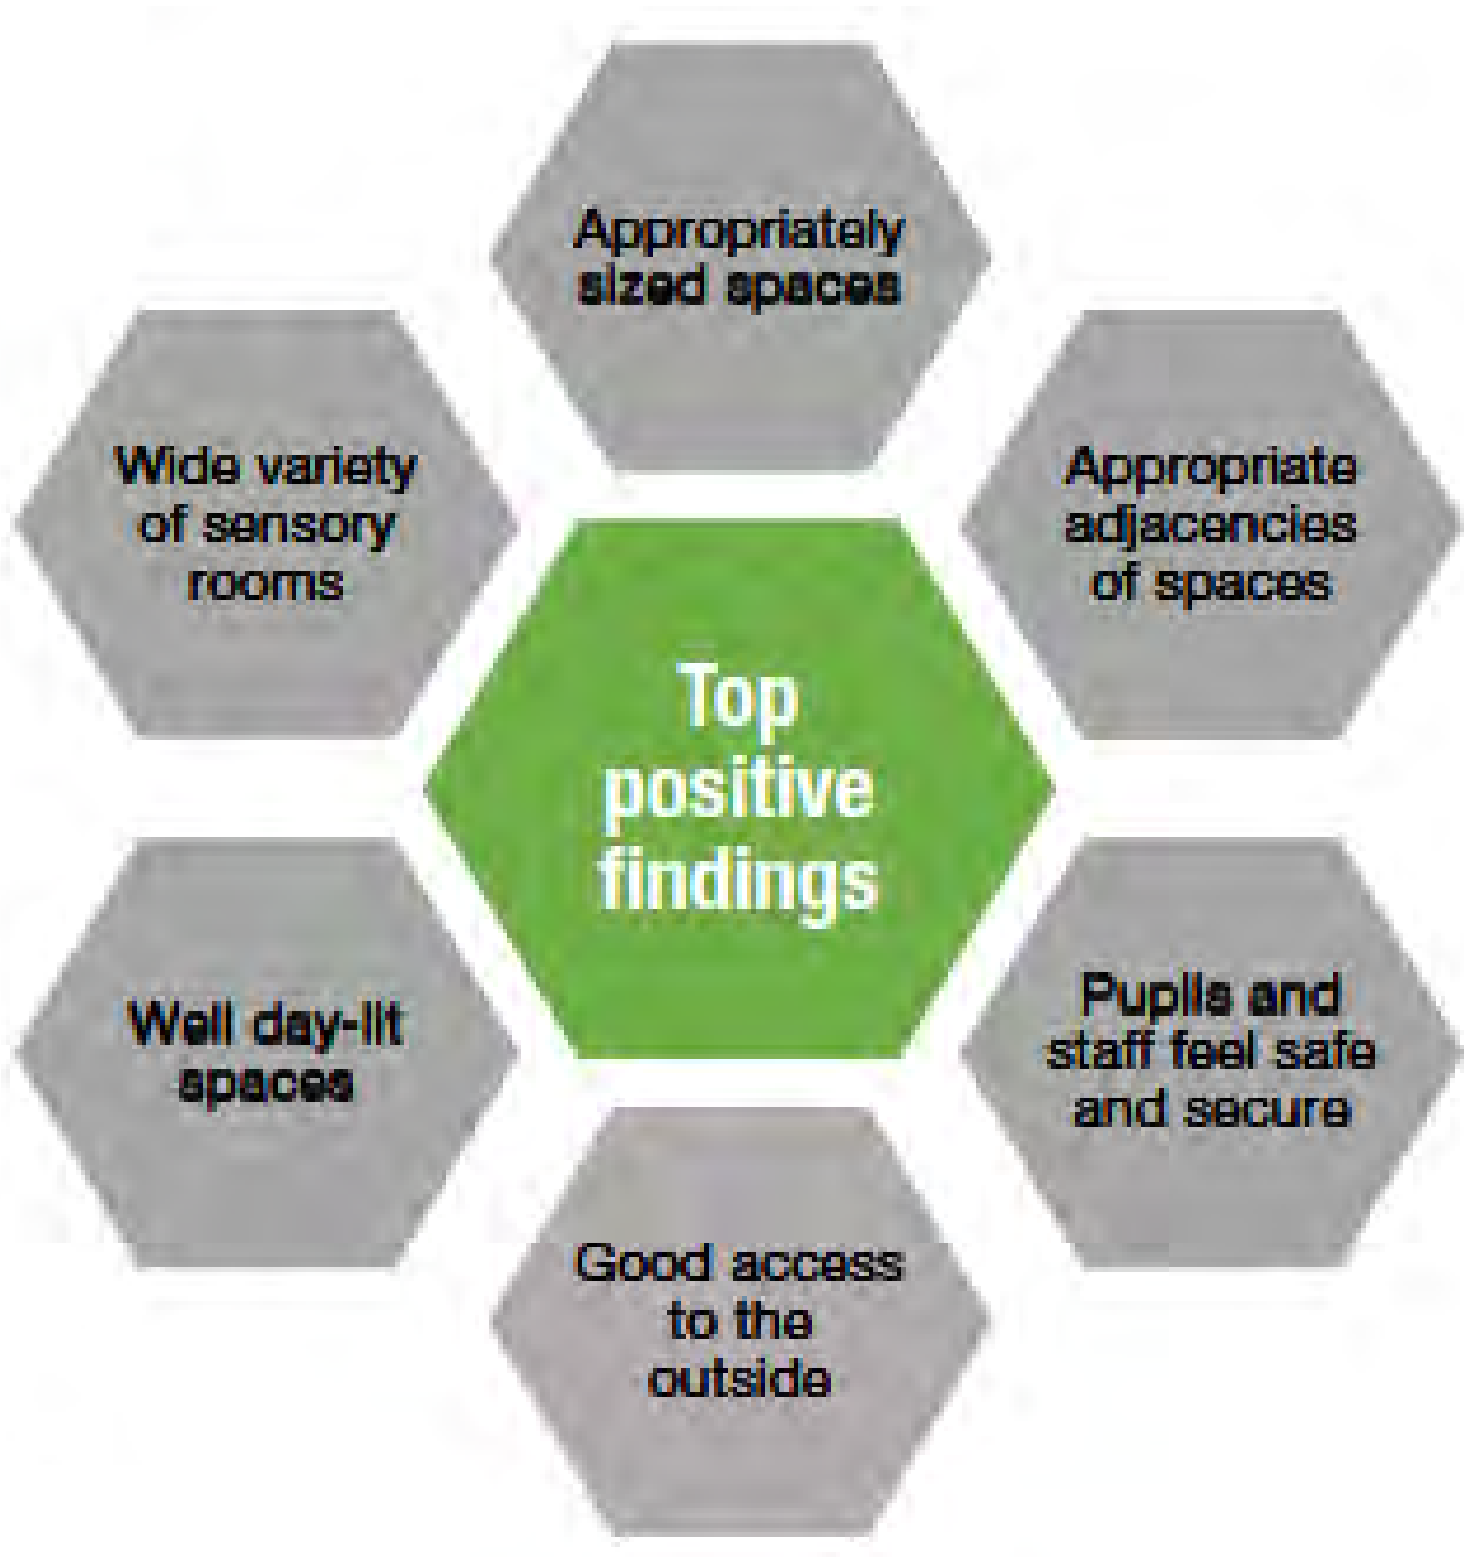 Appropriately
sized spaces
Wide variety
of sensory
rooms
Appropriate
adjacencies
of spaces
Top
positive
findings
Well day-lit
spaces
Pupils and
staff feel safe
and secure
Good access
to the
outside